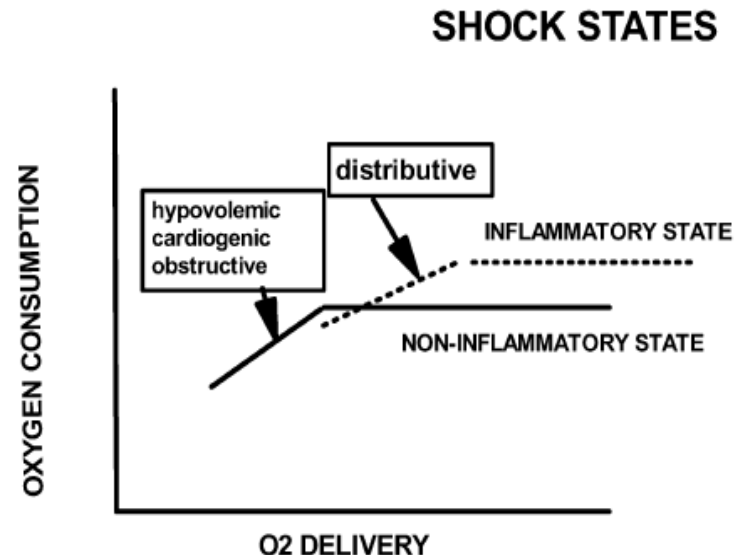 SHOCK STATES
distributive
hypovolemic
cardiogenic
obstructive
INFLAMMATORY STATE
NON-INFLAMMATORY STATE
OXYGEN CONSUMPTION
O2 DELIVERY